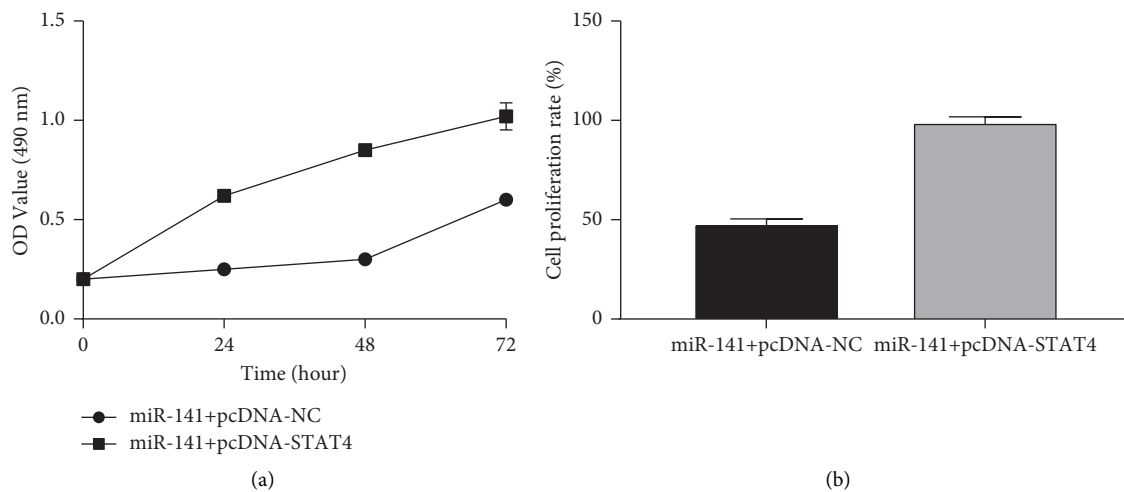 1.5
1.0
0.5
0.0
OD Value (490 nm)
0
24
48
72
Time (hour)
miR-141+pcDNA-NC
miR-141+pcDNA-STAT4
(a)
150
100
50
0
Cell proliferation rate (%)
miR-141+pcDNA-NC
miR-141+pcDNA-STAT4
(b)